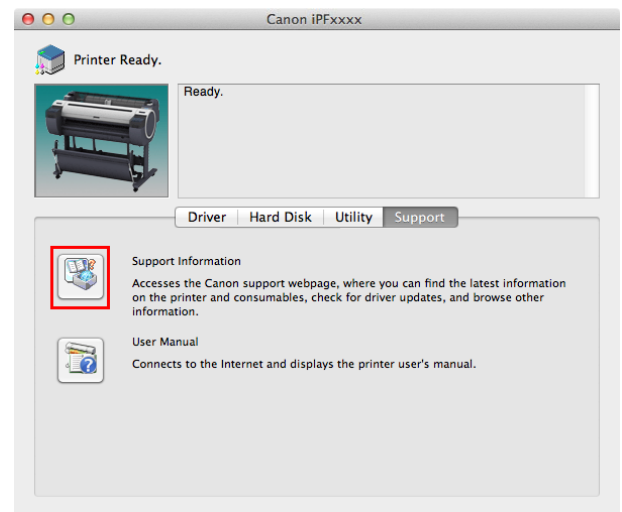 Canon iPFxxxx
Printer Ready.
Ready.
Driver Hard Disk Utility Support
Support Information
Accesses the Canon support webpage, where you can find the latest information
on the printer and consumables, check for driver updates, and browse other
information.
User Manual
Connects to the Internet and displays the printer user's manual.